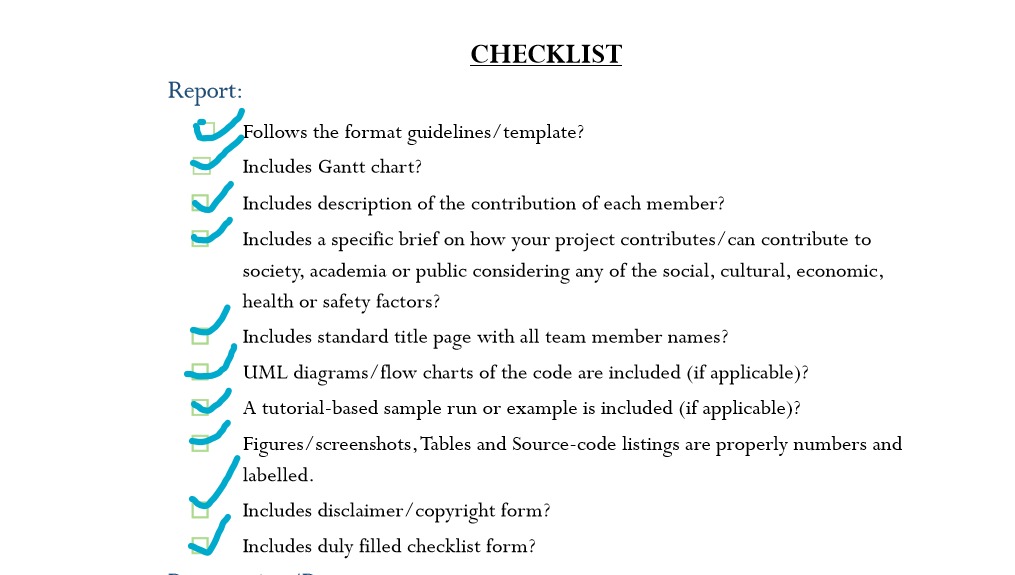 CHECKLIST
Report:
Follows the format guidelines/template?
Includes Gantt chart?
Includes description of the contribution of each member?
Includes a specific brief on how your project contributes/can contribute to
society, academia or public considering any of the social, cultural, economic,
health or safety factors?
Includes standard title page with all team member names?
UML diagrams/flow charts of the code are included (if applicable)?
A tutorial-based sample run or example is included (if applicable)?
Figures/screenshots, Tables and Source-code listings are properly numbers and
labelled.
Includes disclaimer/copyright form?
Includes duly filled checklist form?